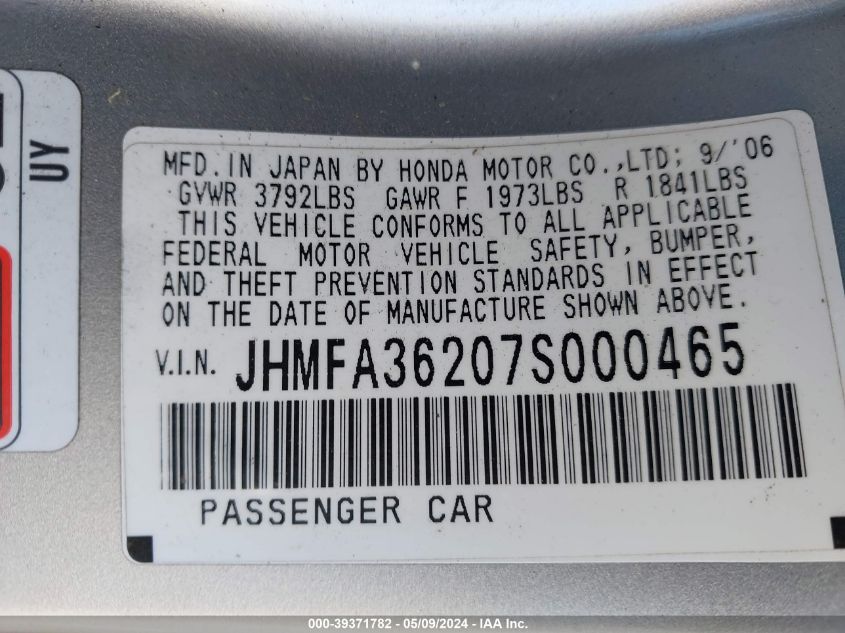 UY
MFD. IN JAPAN BY HONDA MOTOR CO.,LTD; 9/'06
GVWR 3792LBS GAWR F 1973LBS R 1841LBS
THIS VEHICLE CONFORMS TO ALL APPLICABLE
FEDERAL MOTOR VEHICLE SAFETY, BUMPER,
AND THEFT PREVENTION STANDARDS IN EFFECT
ON THE DATE OF MANUFACTURE SHOWN ABOVE.
V.I.N. JHMFA36207S000465
PASSENGER CAR
000-39371782 - 05/09/2024 - IAA Inc.